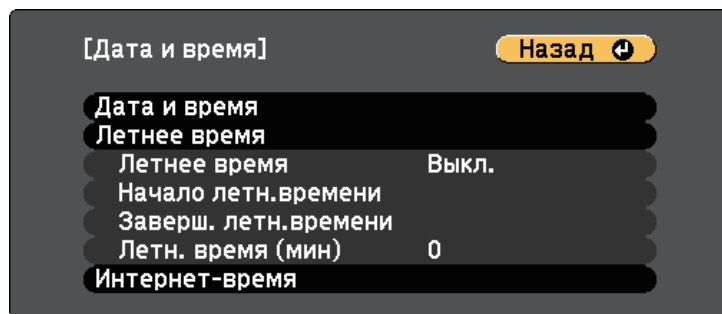 [Дата и время]
Назад
Дата и время
Летнее время
Летнее время Выкл.
Начало летн.времени
Заверш. летн.времени
Летн. время (мин) 0
Интернет-время